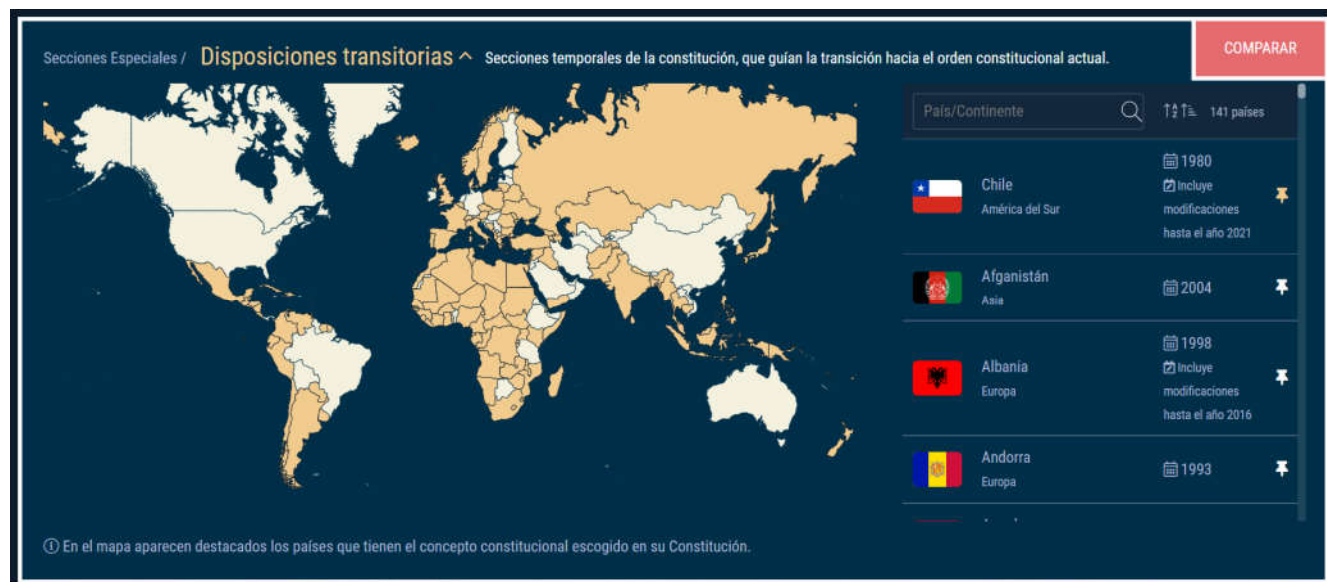 Secciones Especiales / Disposiciones transitorias Secciones temporales de la constitución, que guían la transición hacia el orden constitucional actual.
COMPARAR
País/Continente
141 países
Chile
América del Sur
1980
Incluye
modificaciones
hasta el año 2021
Afganistán
Asia
2004
Albania
Europa
1998
Incluye
modificaciones
hasta el año 2016
Andorra
Europa
1993
En el mapa aparecen destacados los países que tienen el concepto constitucional escogido en su Constitución.